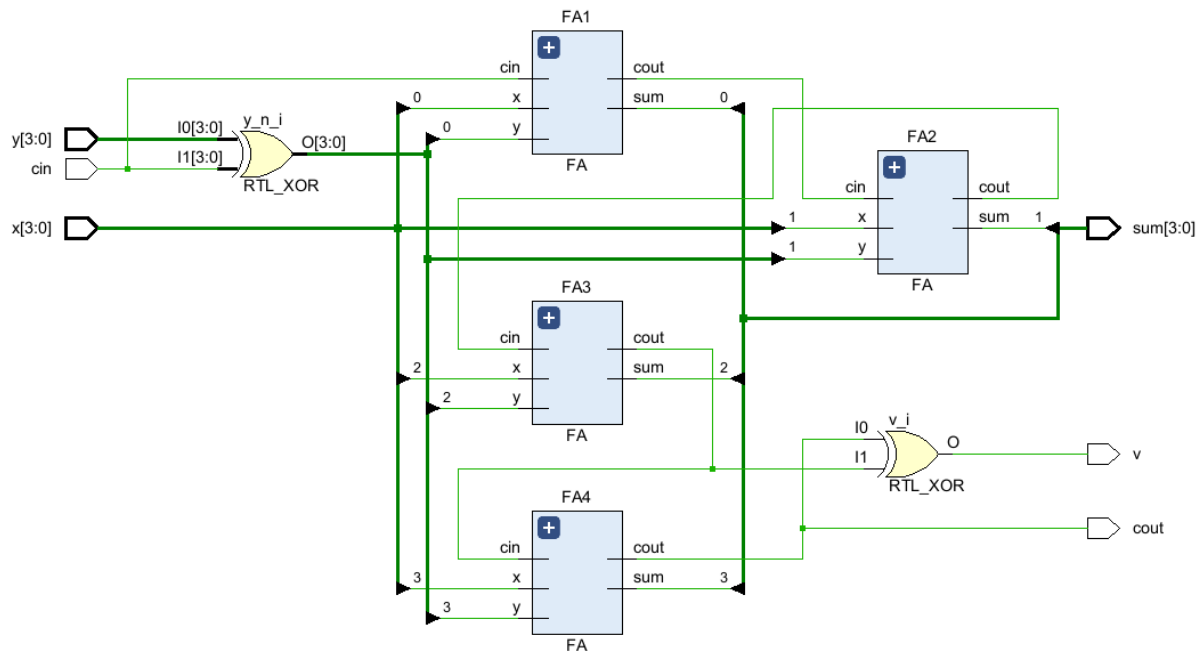 FA1
cin
cout
x
sum
0
0
y
0
FA
y[3:0]
I0[3:0]
y_n_i
O[3:0]
cin
I1[3:0]
RTL_XOR
x[3:0]
FA2
cin
cout
1
x
sum
1
1
y
FA
sum[3:0]
FA3
cin
cout
2
x
sum
2
2
y
FA
I0
v_i
O
I1
RTL_XOR
v
FA4
cin
cout
cout
3
x
sum
3
3
y
FA